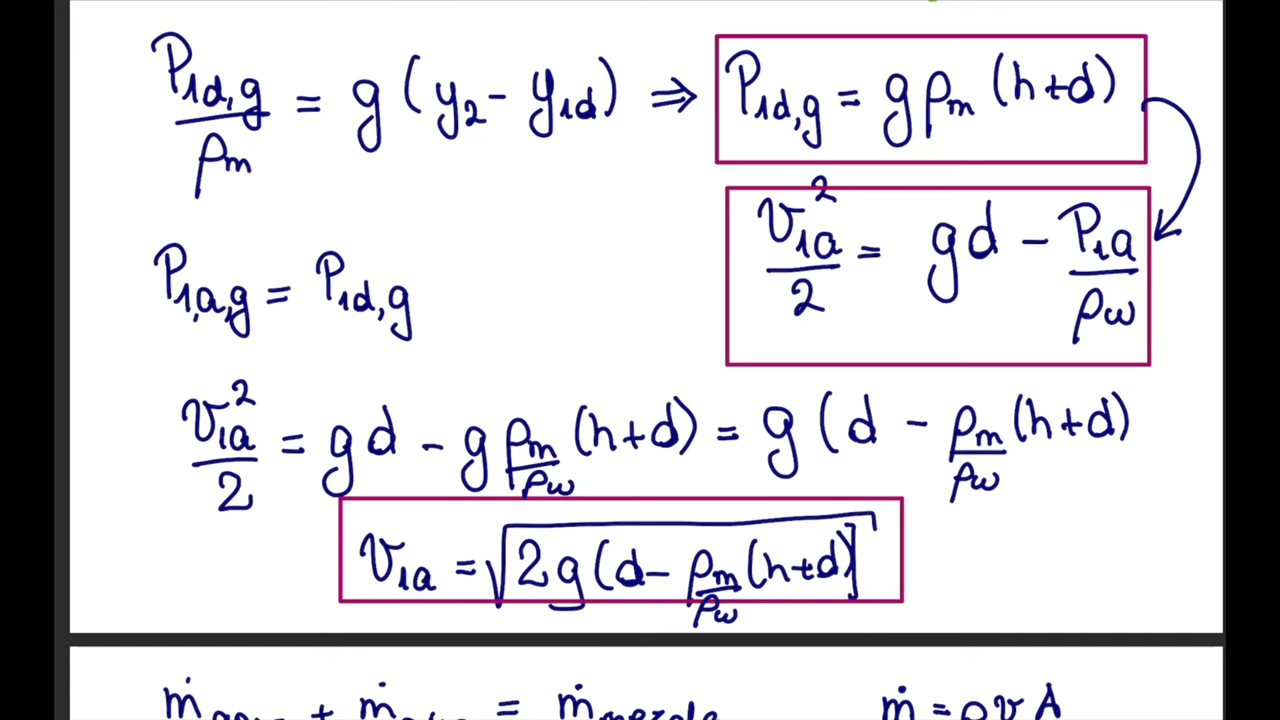 P1d,g/ρm = g(y2 - y1d) ⇒ P1d,g = gρm(h+d)
v1a²/2 = gd - P1a/ρw
P1,a,g = P1d,g
v1a²/2 = gd - g ρm/ρw (h+d) = g(d - ρm/ρw (h+d)
v1a = √2g(d - ρm/ρw (h+d)]
ṁ + ṁ = ṁ ṁ = ρvA